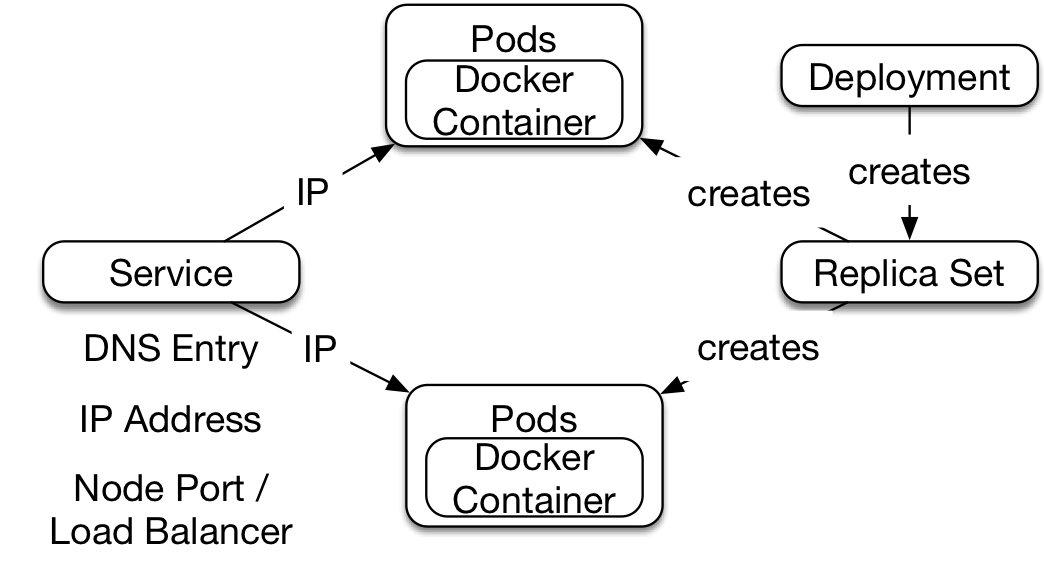 Pods
Docker
Container
Deployment
creates
creates
IP
Service
Replica Set
DNS Entry
IP
creates
IP Address
Pods
Docker
Container
Node Port /
Load Balancer